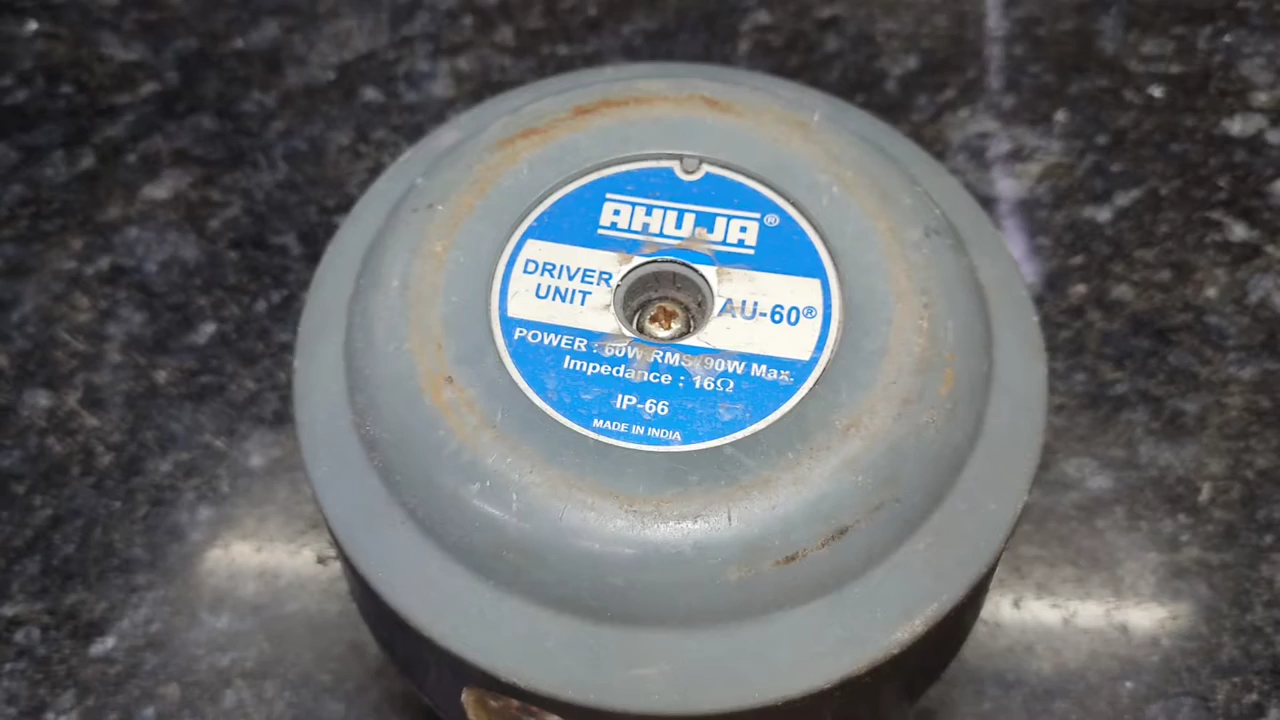 AHUJA®
DRIVER
UNIT
AU-60®
POWER : 60W RMS/90W Max.
Impedance : 16Ω
IP-66
MADE IN INDIA